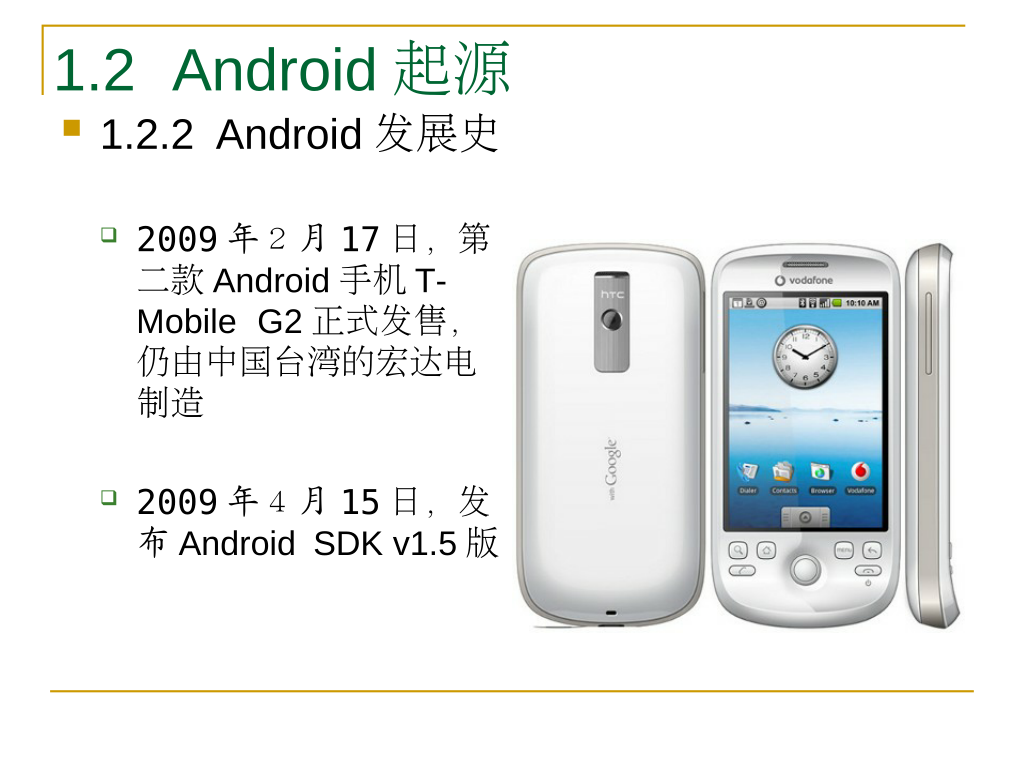 1.2 Android 起源
1.2.2 Android 发展史
2009 年 2 月 17 日，第
二款 Android 手机 T-
Mobile G2 正式发售，
仍由中国台湾的宏达电
制造
2009 年 4 月 15 日，发
布 Android SDK v1.5 版
hTC
with Google
vodafone
10:10 AM
Dialer
Contacts
Browser
Vodafone
menu